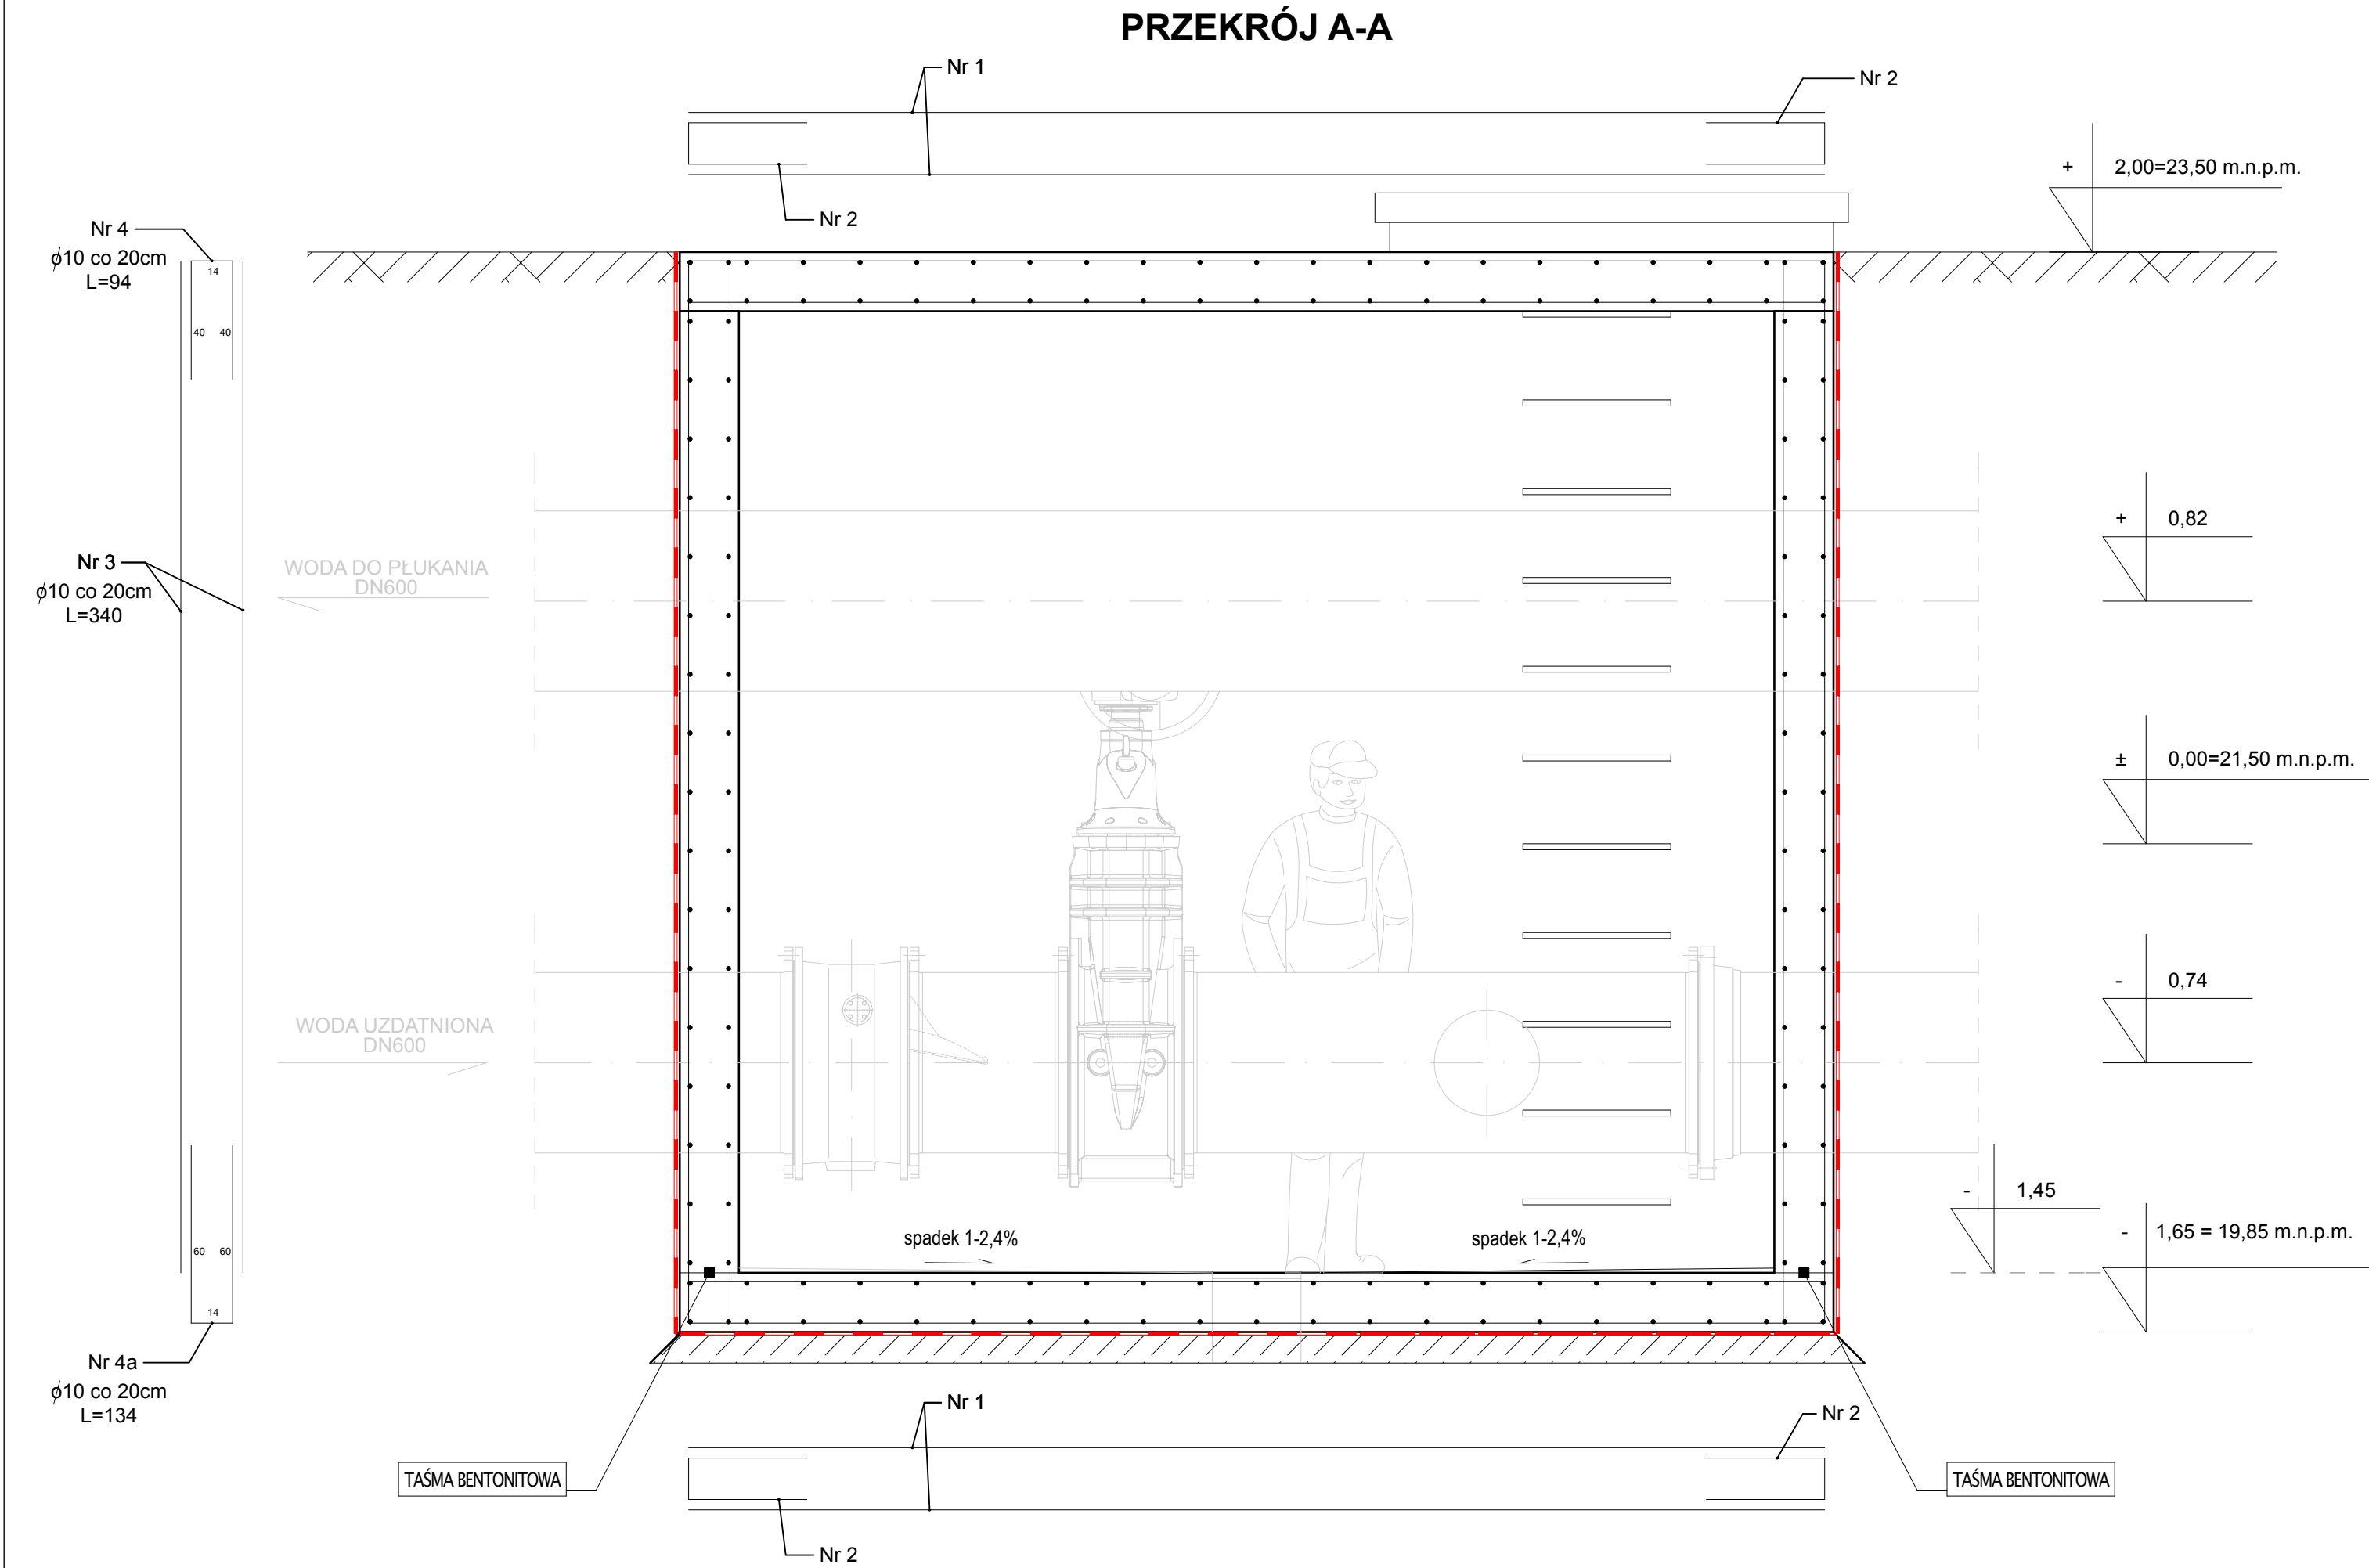 PRZEKRÓJ A-A
Nr 1
Nr 2
+ 2,00=23,50 m.n.p.m.
Nr 2
Nr 4
ϕ10 co 20cm
L=94
14
40 40
+ 0,82
Nr 3
ϕ10 co 20cm
L=340
WODA DO PŁUKANIA
DN600
± 0,00=21,50 m.n.p.m.
- 0,74
WODA UZDATNIONA
DN600
- 1,45
- 1,65 = 19,85 m.n.p.m.
spadek 1-2,4%
spadek 1-2,4%
60 60
14
Nr 4a
ϕ10 co 20cm
L=134
Nr 1
Nr 2
TAŚMA BENTONITOWA
TAŚMA BENTONITOWA
Nr 2